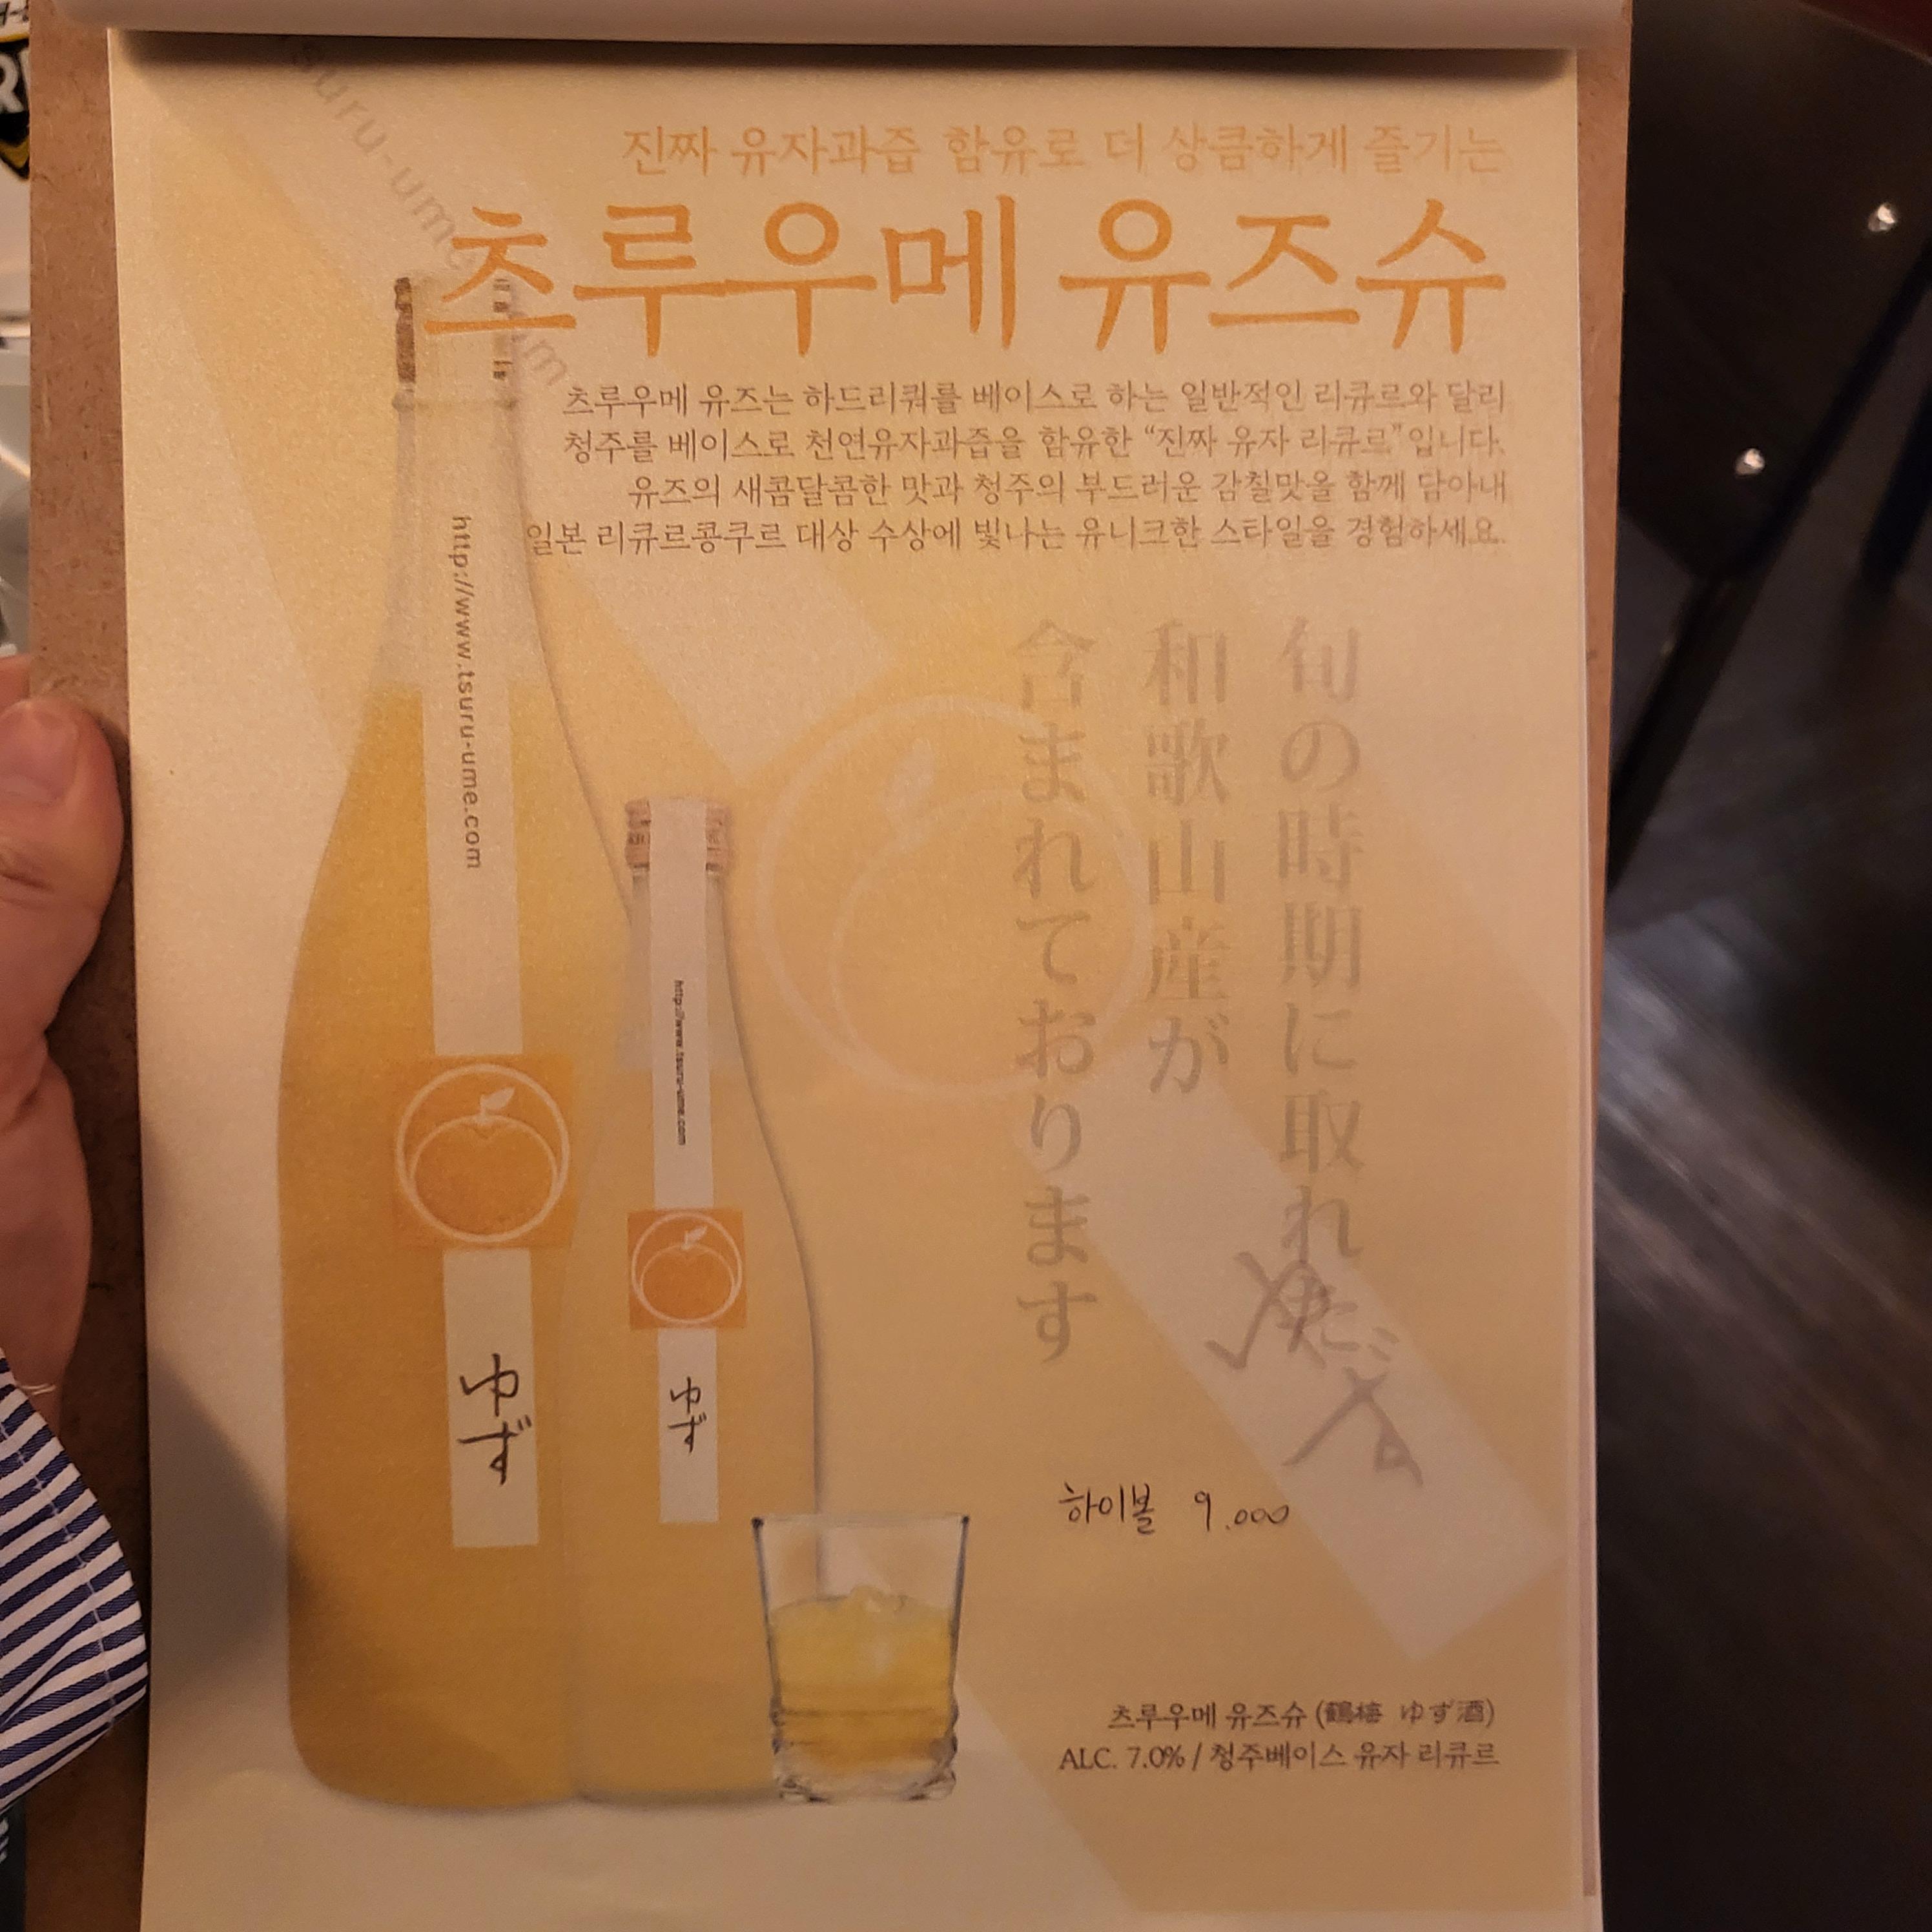 tsuru-ume
진짜 유자과즙 함유로 더 상큼하게 즐기는
츠루우메 유즈슈
츠루우메 유즈는 하드리쿼를 베이스로 하는 일반적인 리큐르와 달리
청주를 베이스로 천연유자과즙을 함유한 “진짜 유자 리큐르”입니다.
유즈의 새콤달콤한 맛과 청주의 부드러운 감칠맛을 함께 담아내
일본 리큐르콩쿠르 대상 수상에 빛나는 유니크한 스타일을 경험하세요.
旬の時期に取れ
和歌山産が
含まれております
http://www.tsuru-ume.com
ゆず
http://www.tsuru-ume.com
ゆず
하이볼 9.000
츠루우메 유즈슈 (鶴梅 ゆず酒)
ALC. 7.0% / 청주베이스 유자 리큐르